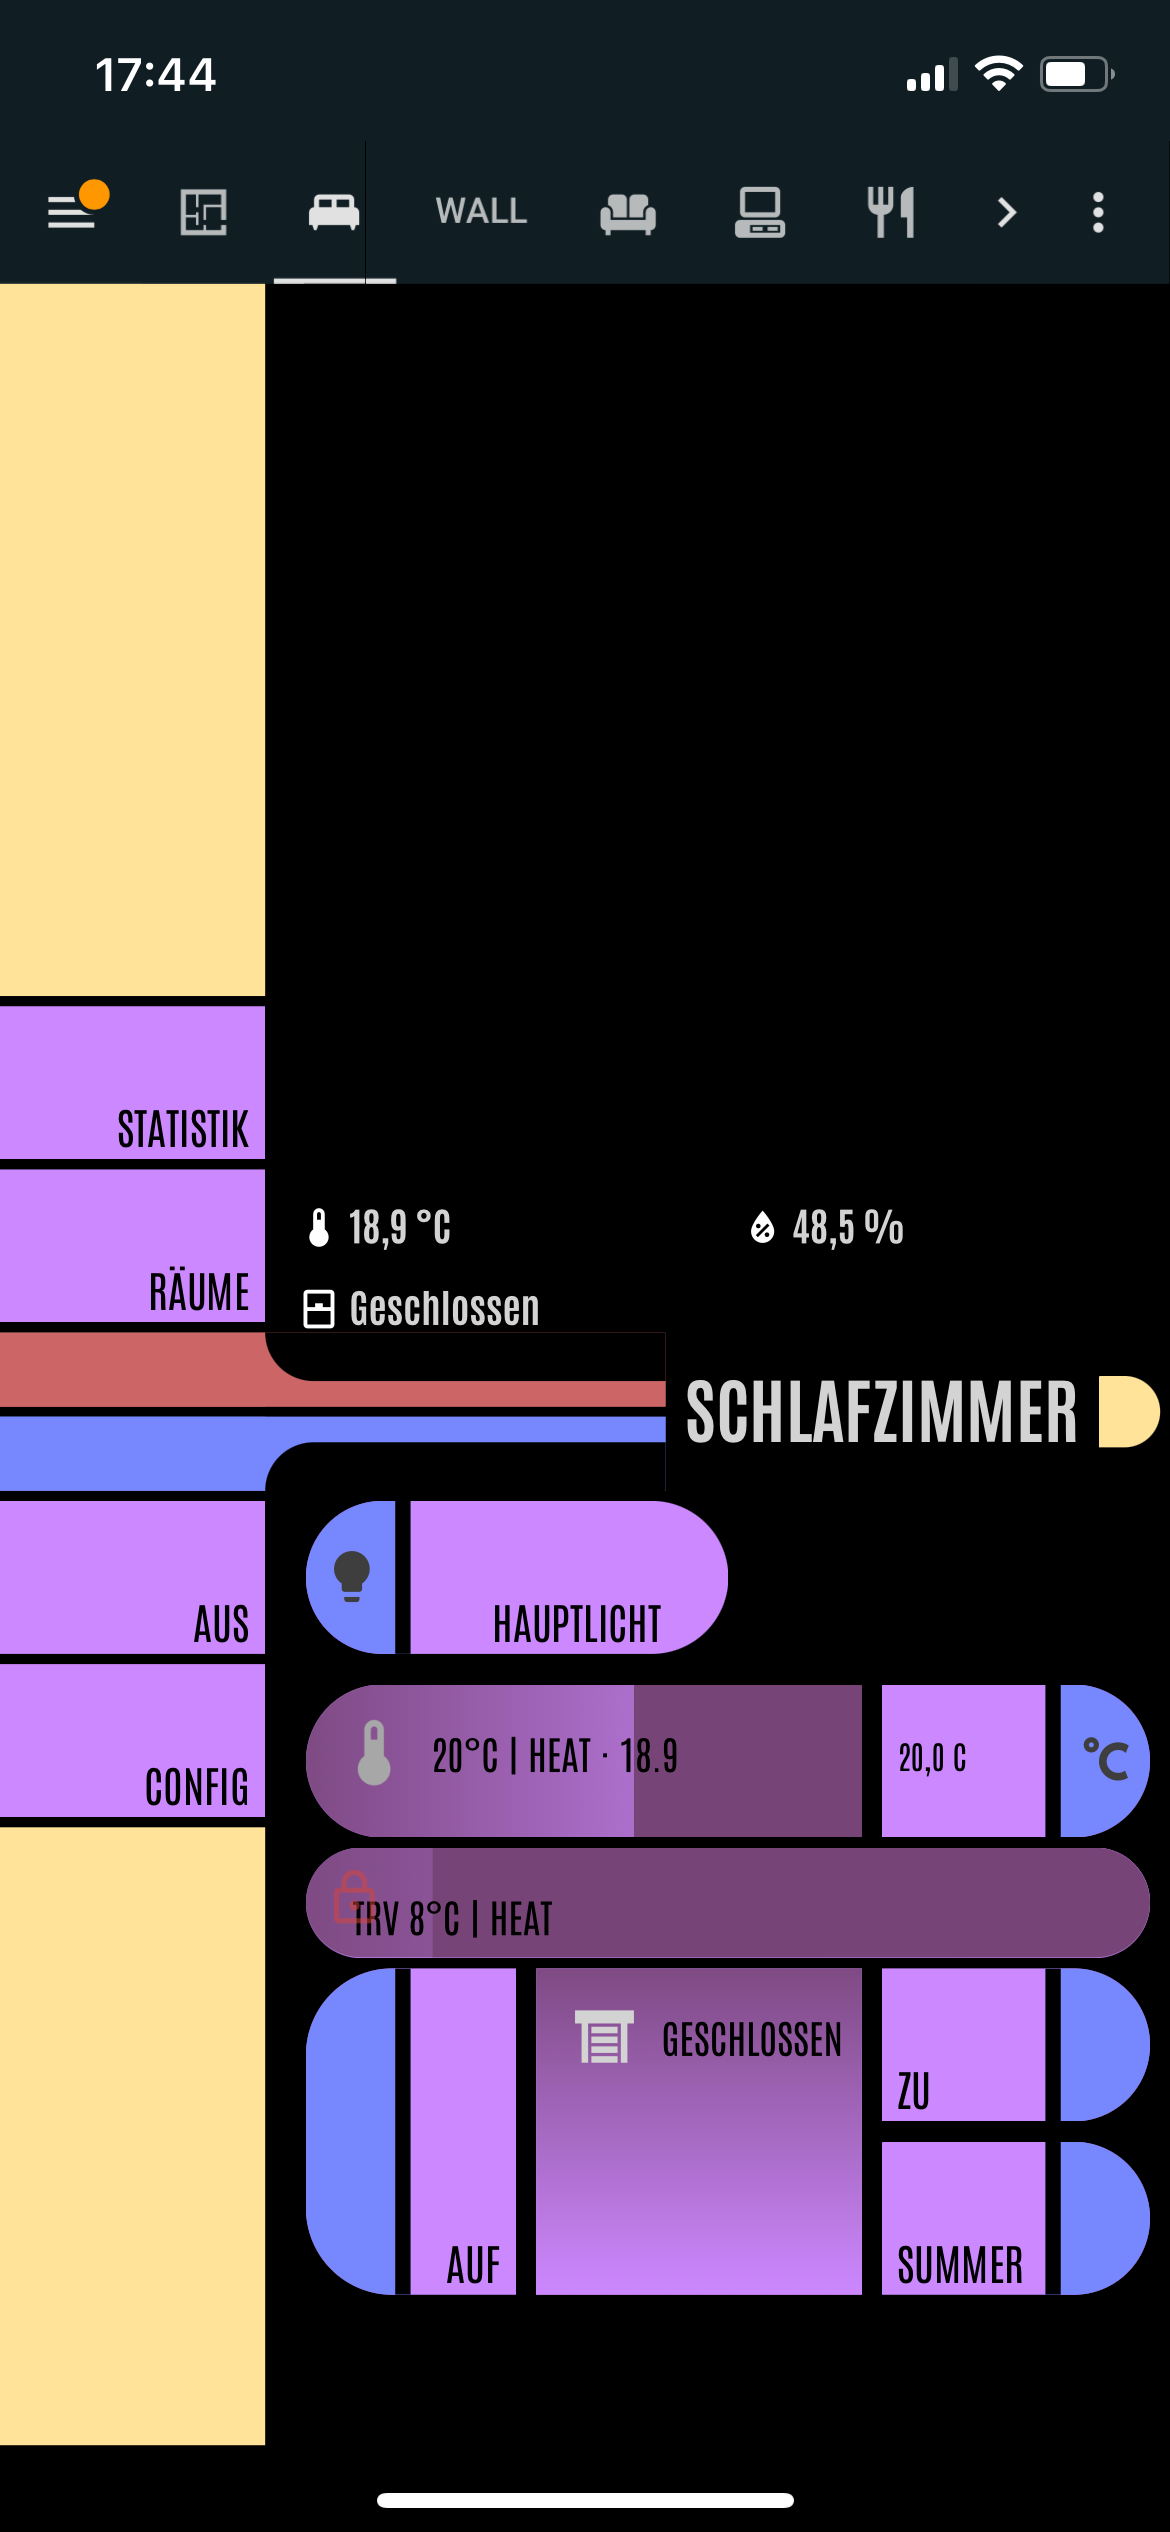 17:44
WALL
STATISTIK
18,9 °C
48,5 %
RÄUME
Geschlossen
SCHLAFZIMMER
AUS
HAUPTLICHT
CONFIG
20°C | HEAT · 18.9
20,0 C
°C
TRV 8°C | HEAT
GESCHLOSSEN
ZU
AUF
SUMMER